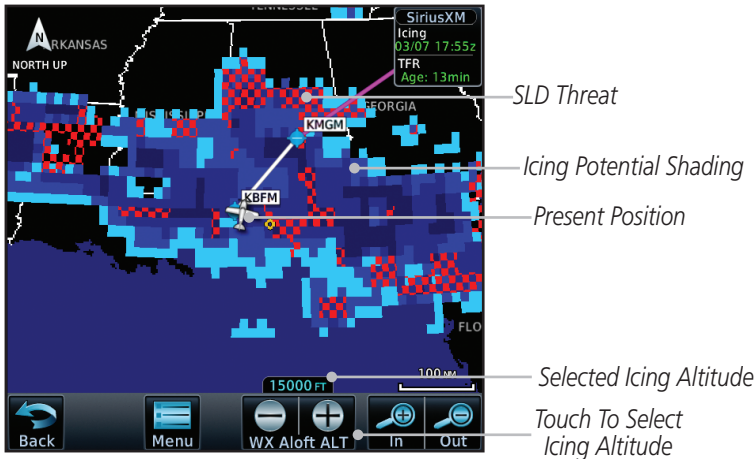 TENNESSEE
N
RKANSAS
NORTH UP
SiriusXM
Icing
03/07 17:55z
TFR
Age: 13min
SLD Threat
GEORGIA
KMGM
Icing Potential Shading
KBFM
Present Position
FLO
100 NM
15000 FT
Selected Icing Altitude
Back
Menu
WX Aloft ALT
In
Out
Touch To Select
Icing Altitude